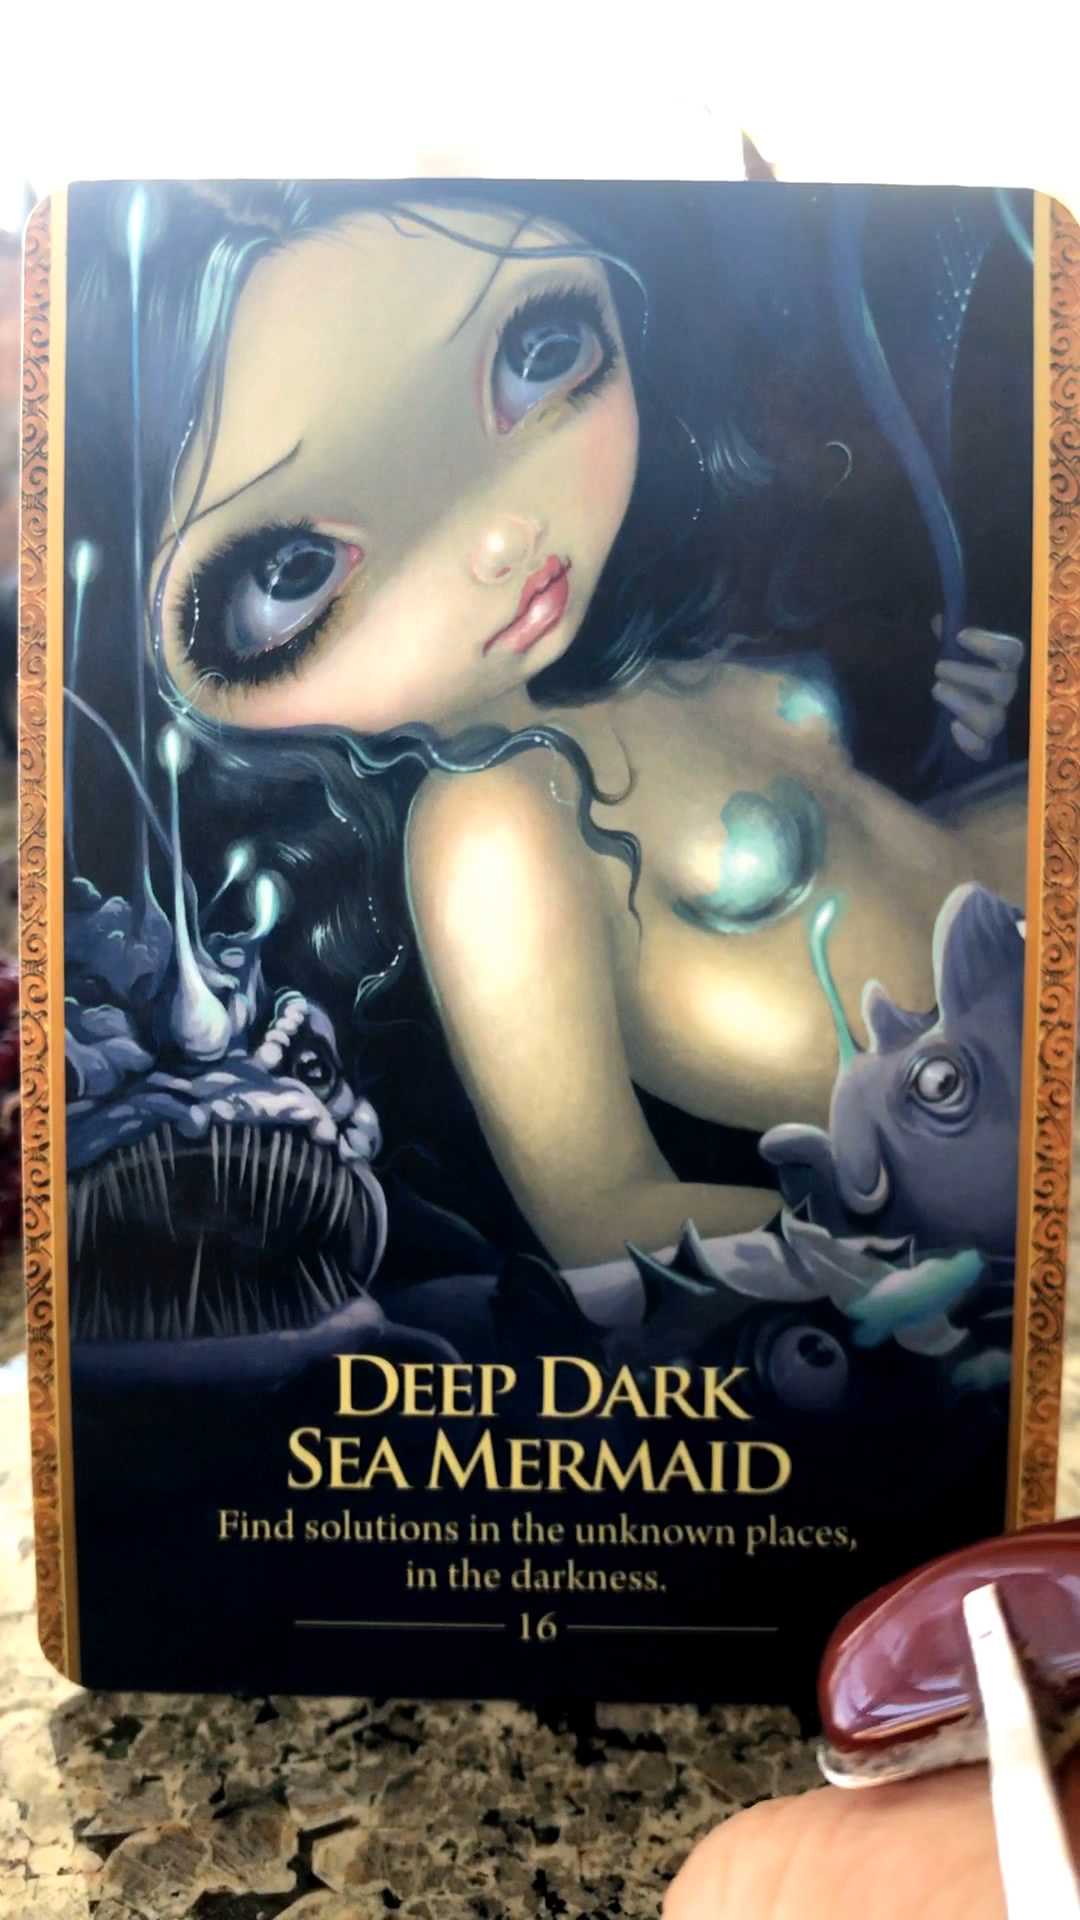 DEEP DARK
SEA MERMAID
Find solutions in the unknown places,
in the darkness.
16